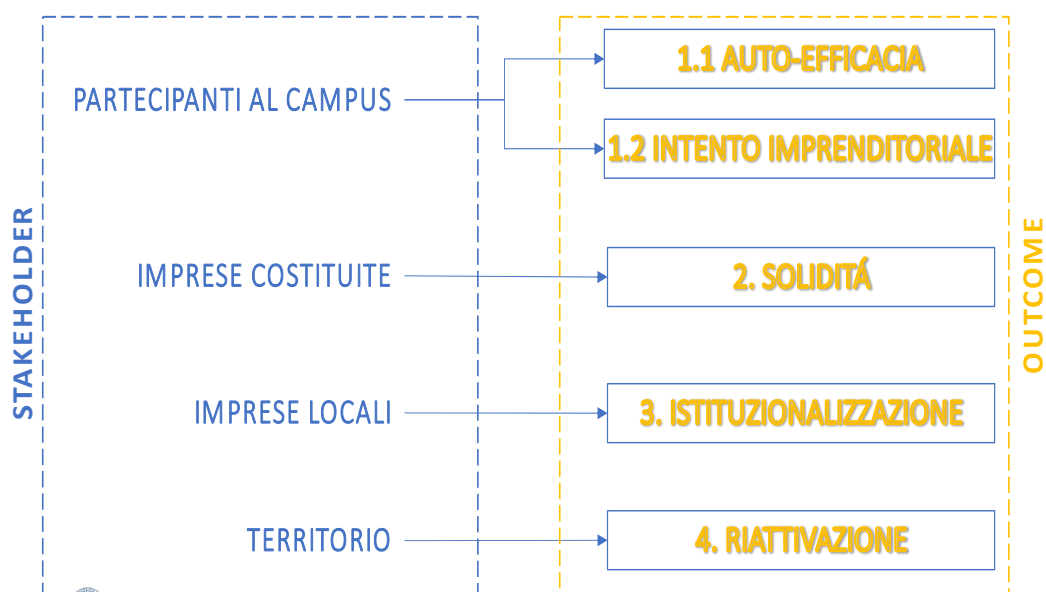 STAKEHOLDER
PARTECIPANTI AL CAMPUS
1.1 AUTO-EFFICACIA
1.2 INTENTO IMPRENDITORIALE
IMPRESE COSTITUITE
2. SOLIDITÁ
IMPRESE LOCALI
3. ISTITUZIONALIZZAZIONE
TERRITORIO
4. RIATTIVAZIONE
OUTCOME